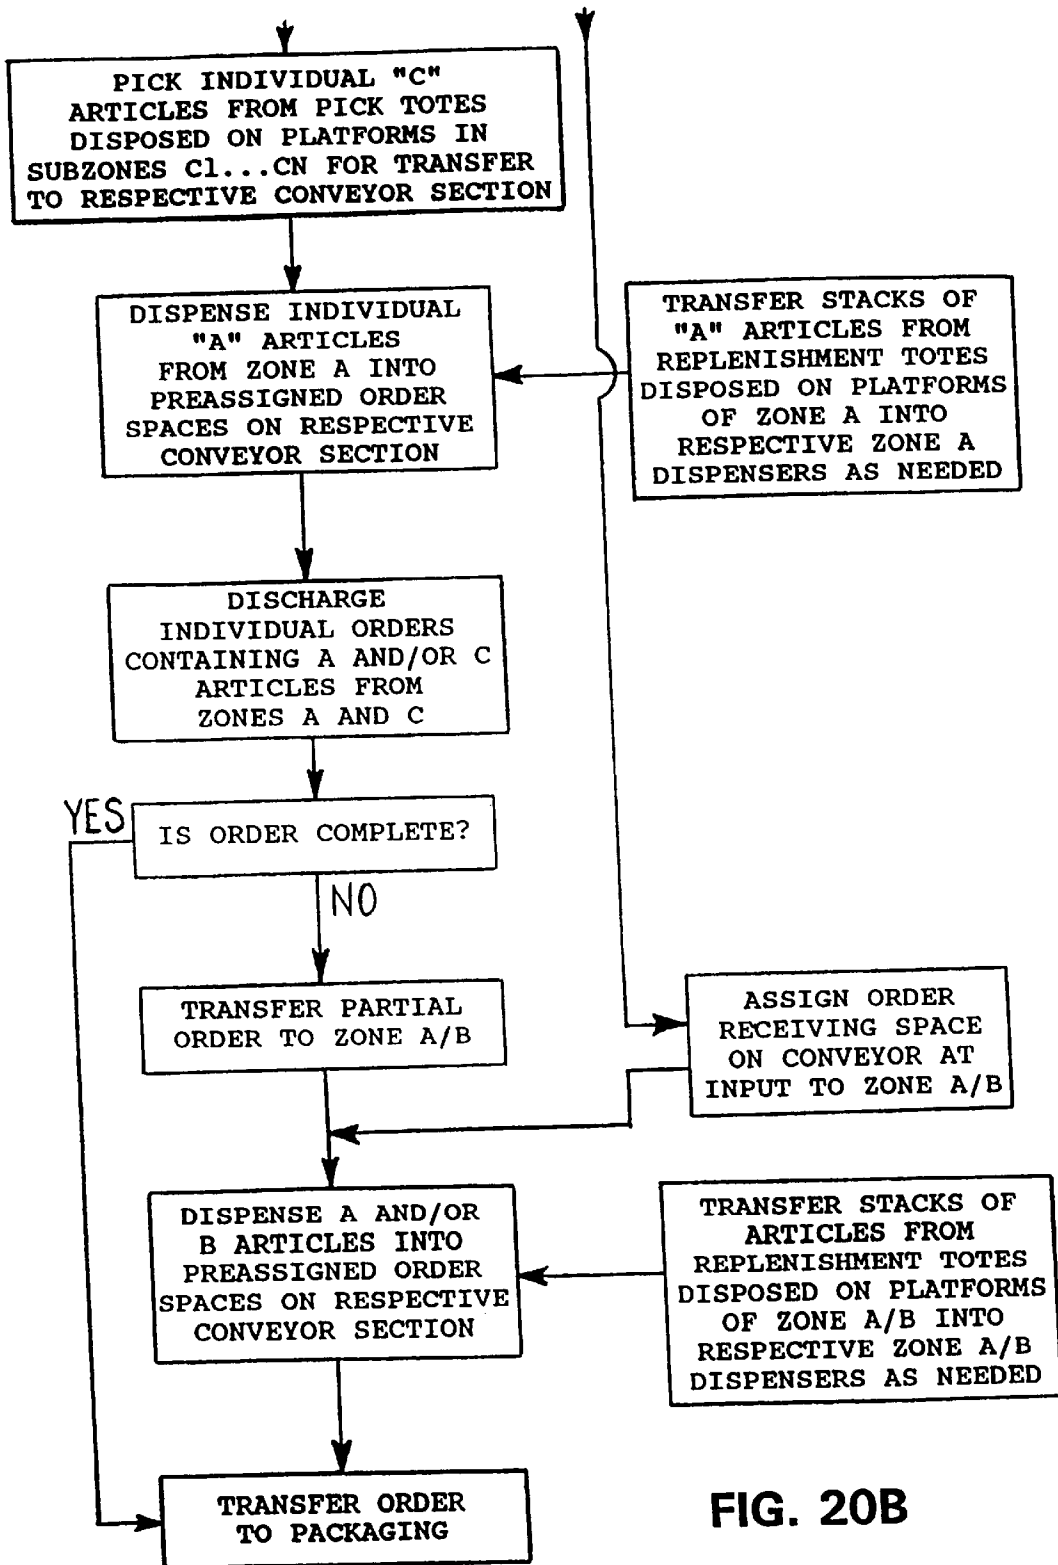 PICK INDIVIDUAL "C"
ARTICLES FROM PICK TOTES
DISPOSED ON PLATFORMS IN
SUBZONES C1...CN FOR TRANSFER
TO RESPECTIVE CONVEYOR SECTION
DISPENSE INDIVIDUAL
"A" ARTICLES
FROM ZONE A INTO
PREASSIGNED ORDER
SPACES ON RESPECTIVE
CONVEYOR SECTION
TRANSFER STACKS OF
"A" ARTICLES FROM
REPLENISHMENT TOTES
DISPOSED ON PLATFORMS
OF ZONE A INTO
RESPECTIVE ZONE A
DISPENSERS AS NEEDED
DISCHARGE
INDIVIDUAL ORDERS
CONTAINING A AND/OR C
ARTICLES FROM
ZONES A AND C
YES
IS ORDER COMPLETE?
NO
TRANSFER PARTIAL
ORDER TO ZONE A/B
ASSIGN ORDER
RECEIVING SPACE
ON CONVEYOR AT
INPUT TO ZONE A/B
DISPENSE A AND/OR
B ARTICLES INTO
PREASSIGNED ORDER
SPACES ON RESPECTIVE
CONVEYOR SECTION
TRANSFER STACKS OF
ARTICLES FROM
REPLENISHMENT TOTES
DISPOSED ON PLATFORMS
OF ZONE A/B INTO
RESPECTIVE ZONE A/B
DISPENSERS AS NEEDED
TRANSFER ORDER
TO PACKAGING
FIG. 20B